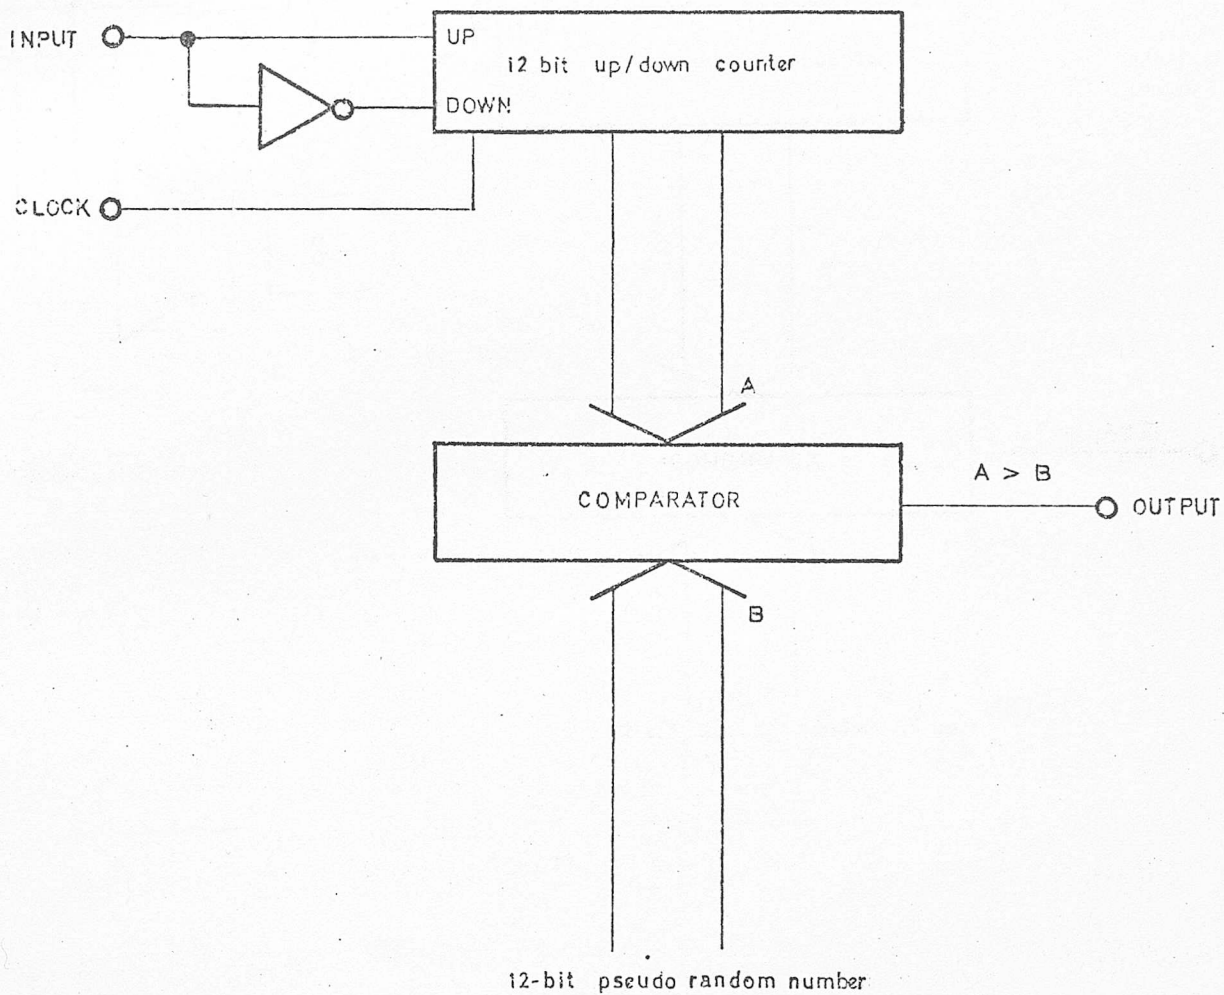 INPUT
UP
12 bit up/down counter
DOWN
CLOCK
A
COMPARATOR
A > B
OUTPUT
B
12-bit pseudo random number